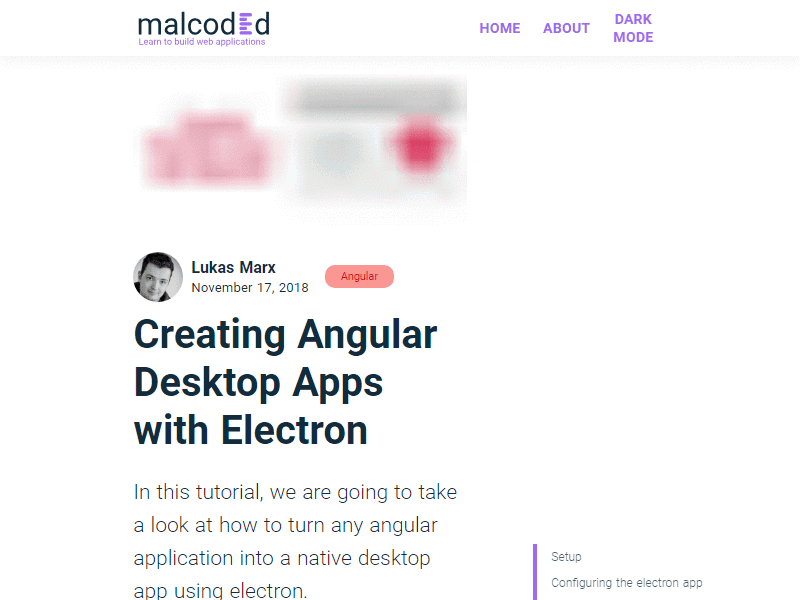 malcoded
Learn to build web applications
HOME
ABOUT
DARK
MODE
Lukas Marx
November 17, 2018
Angular
Creating Angular
Desktop Apps
with Electron
In this tutorial, we are going to take
a look at how to turn any angular
application into a native desktop
app using electron.
Setup
Configuring the electron app